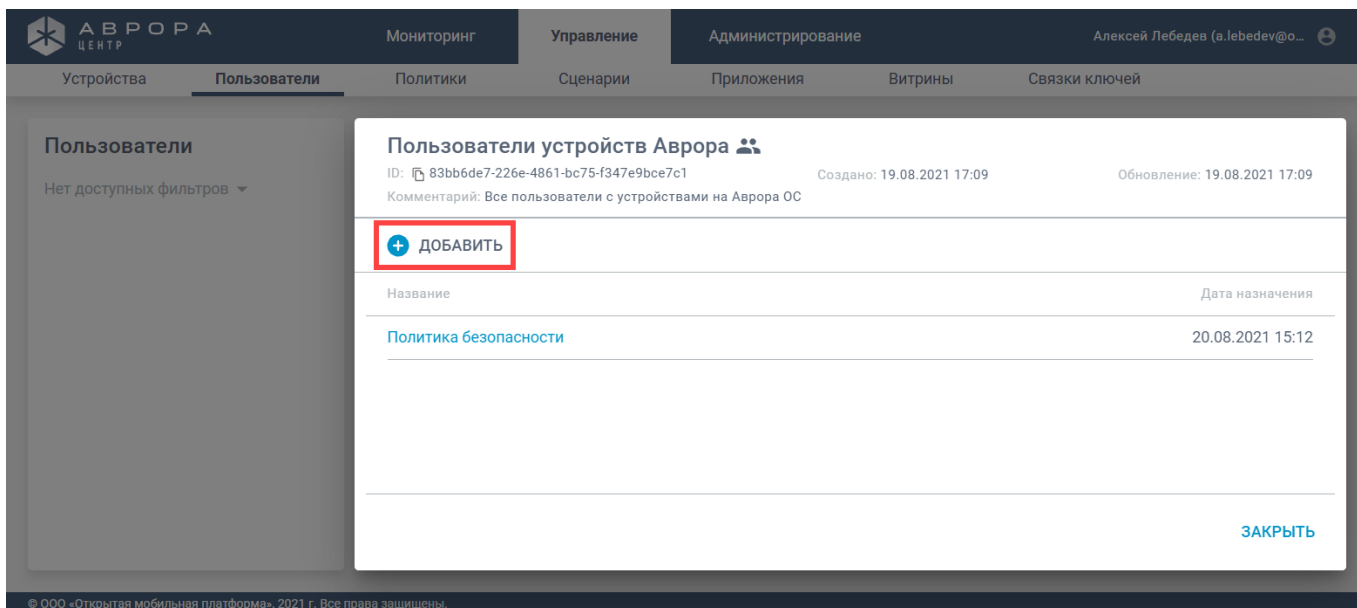 АВРОРА
ЦЕНТР
Мониторинг Управление Администрирование Алексей Лебедев (a.lebedev@o...
Устройства Пользователи Политики Сценарии Приложения Витрины Связки ключей
Пользователи
Нет доступных фильтров
Пользователи устройств Аврора
ID: 83bb6de7-226e-4861-bc75-f347e9bce7c1 Создано: 19.08.2021 17:09 Обновление: 19.08.2021 17:09
Комментарий: Все пользователи с устройствами на Аврора ОС
ДОБАВИТЬ
Название Дата назначения
Политика безопасности 20.08.2021 15:12
ЗАКРЫТЬ
© ООО «Открытая мобильная платформа», 2021 г. Все права защищены.